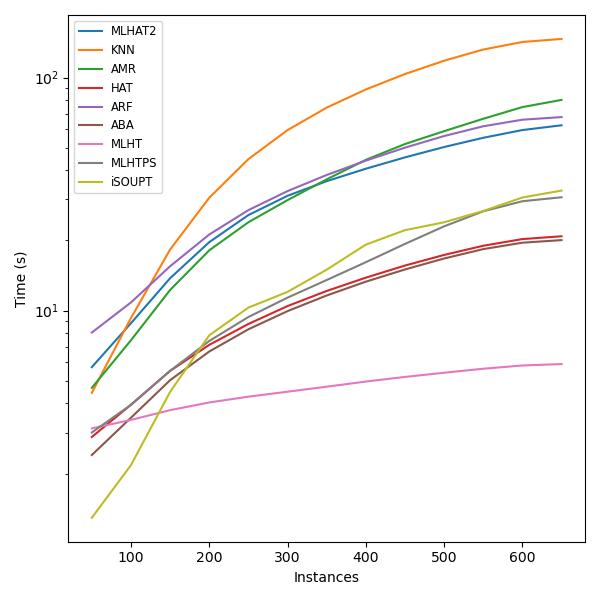 MLHAT2
KNN
AMR
HAT
ARF
ABA
MLHT
MLHTPS
iSOUPT
10²
10¹
Time (s)
100 200 300 400 500 600
Instances